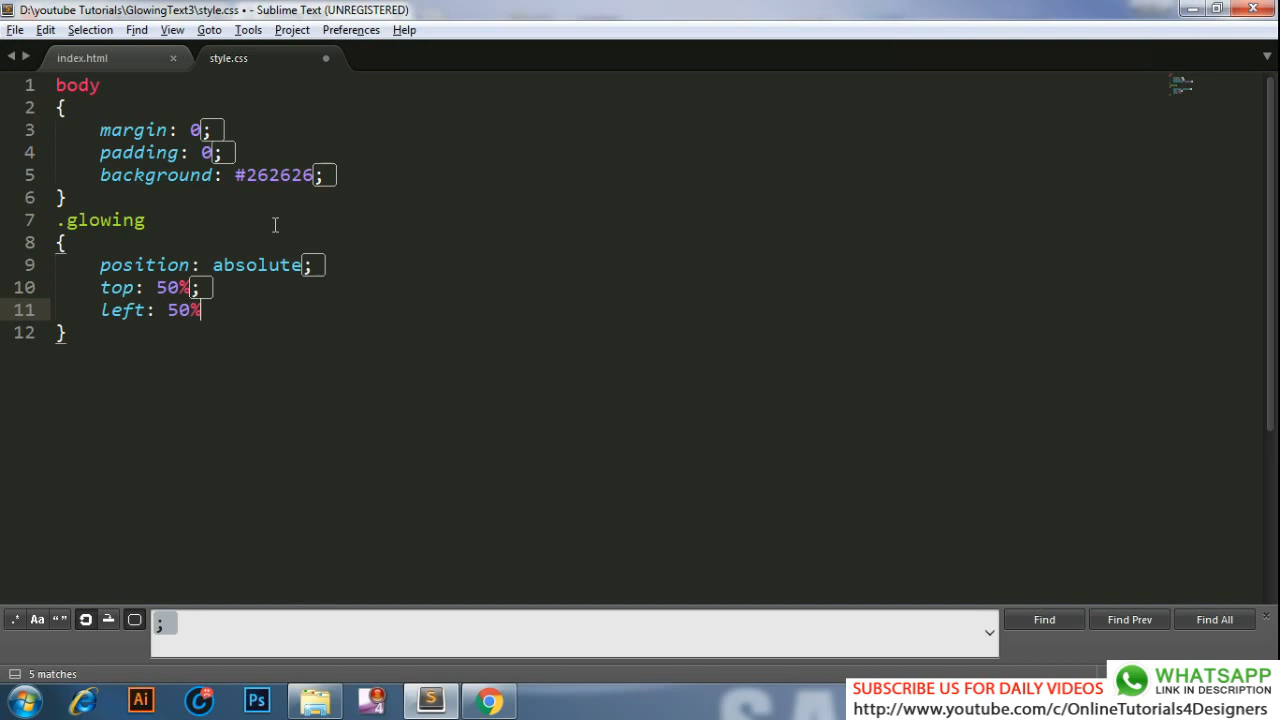 D:\youtube Tutorials\GlowingText3\style.css • - Sublime Text (UNREGISTERED)
File Edit Selection Find View Goto Tools Project Preferences Help
index.html × style.css
1 body
2 {
3 margin: 0;
4 padding: 0;
5 background: #262626;
6 }
7 .glowing
8 {
9 position: absolute;
10 top: 50%;
11 left: 50%
12 }
.* Aa “ ” ; Find Find Prev Find All ×
5 matches
Ai Ps
SUBSCRIBE US FOR DAILY VIDEOS
http://www.youtube.com/c/OnlineTutorials4Designers
WHATSAPP
LINK IN DESCRIPTION